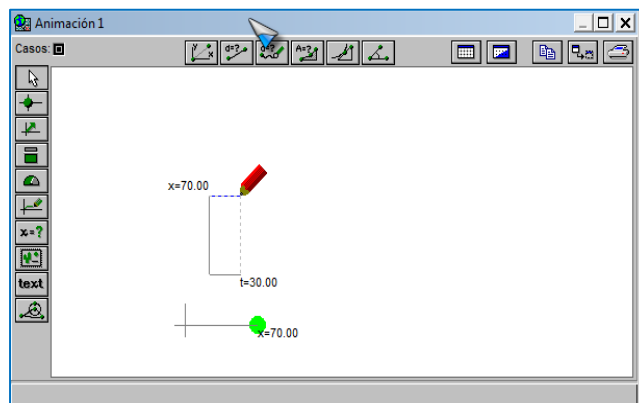 Animación 1
Casos:
y x d=? g=? A=?
x=?
text
x=70.00
t=30.00
x=70.00